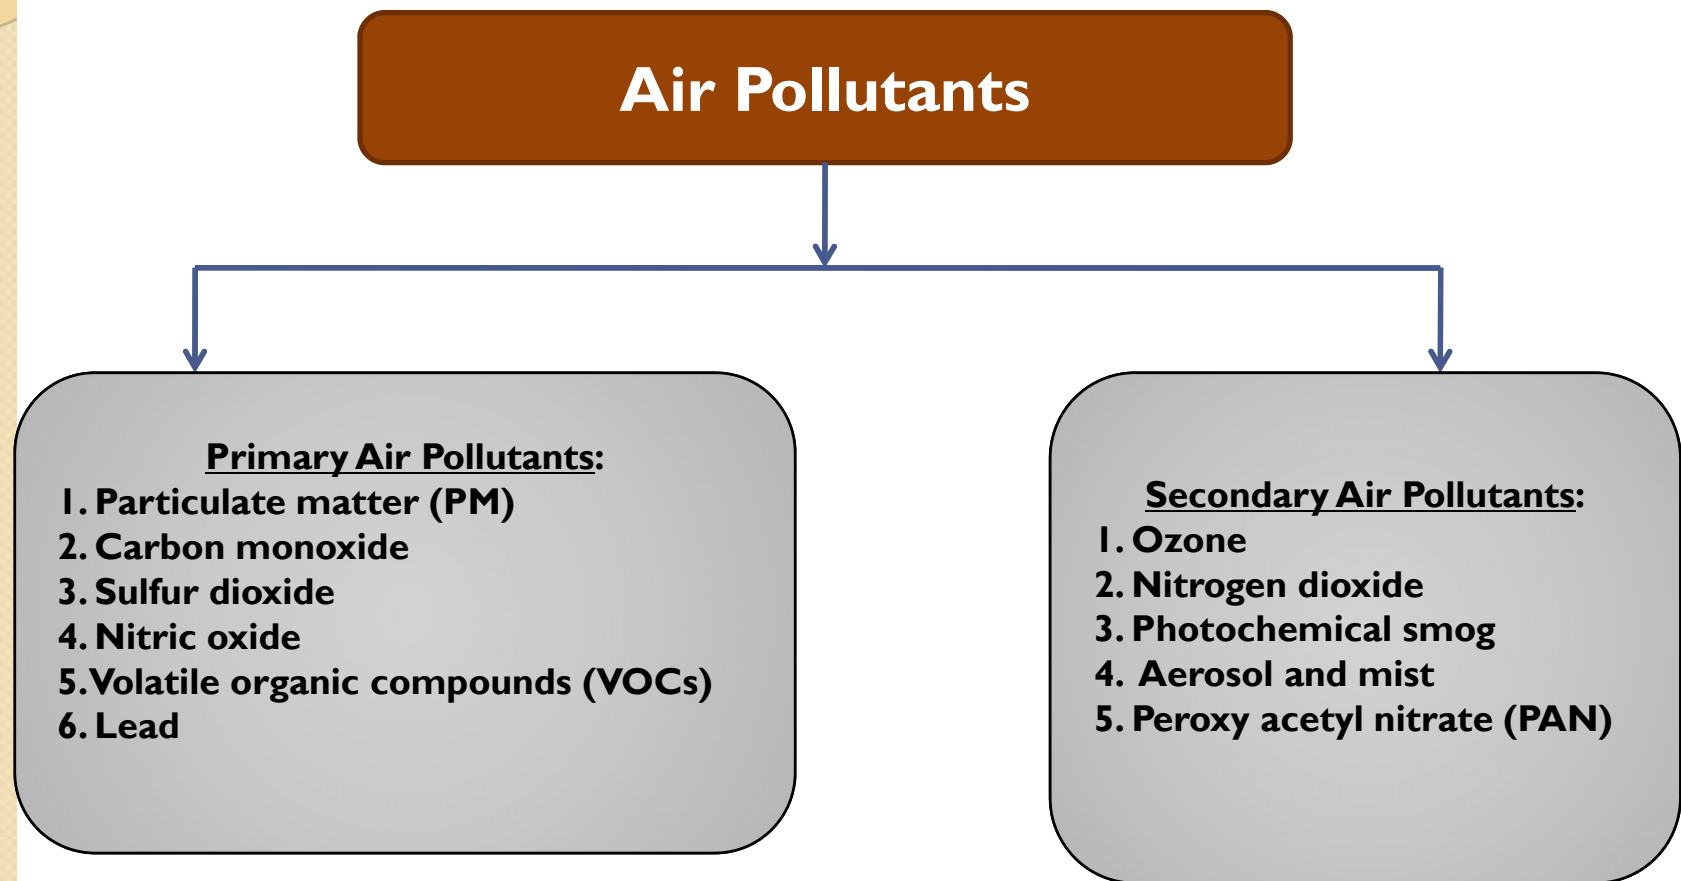 Air Pollutants
Primary Air Pollutants:
1. Particulate matter (PM)
2. Carbon monoxide
3. Sulfur dioxide
4. Nitric oxide
5. Volatile organic compounds (VOCs)
6. Lead
Secondary Air Pollutants:
1. Ozone
2. Nitrogen dioxide
3. Photochemical smog
4. Aerosol and mist
5. Peroxy acetyl nitrate (PAN)